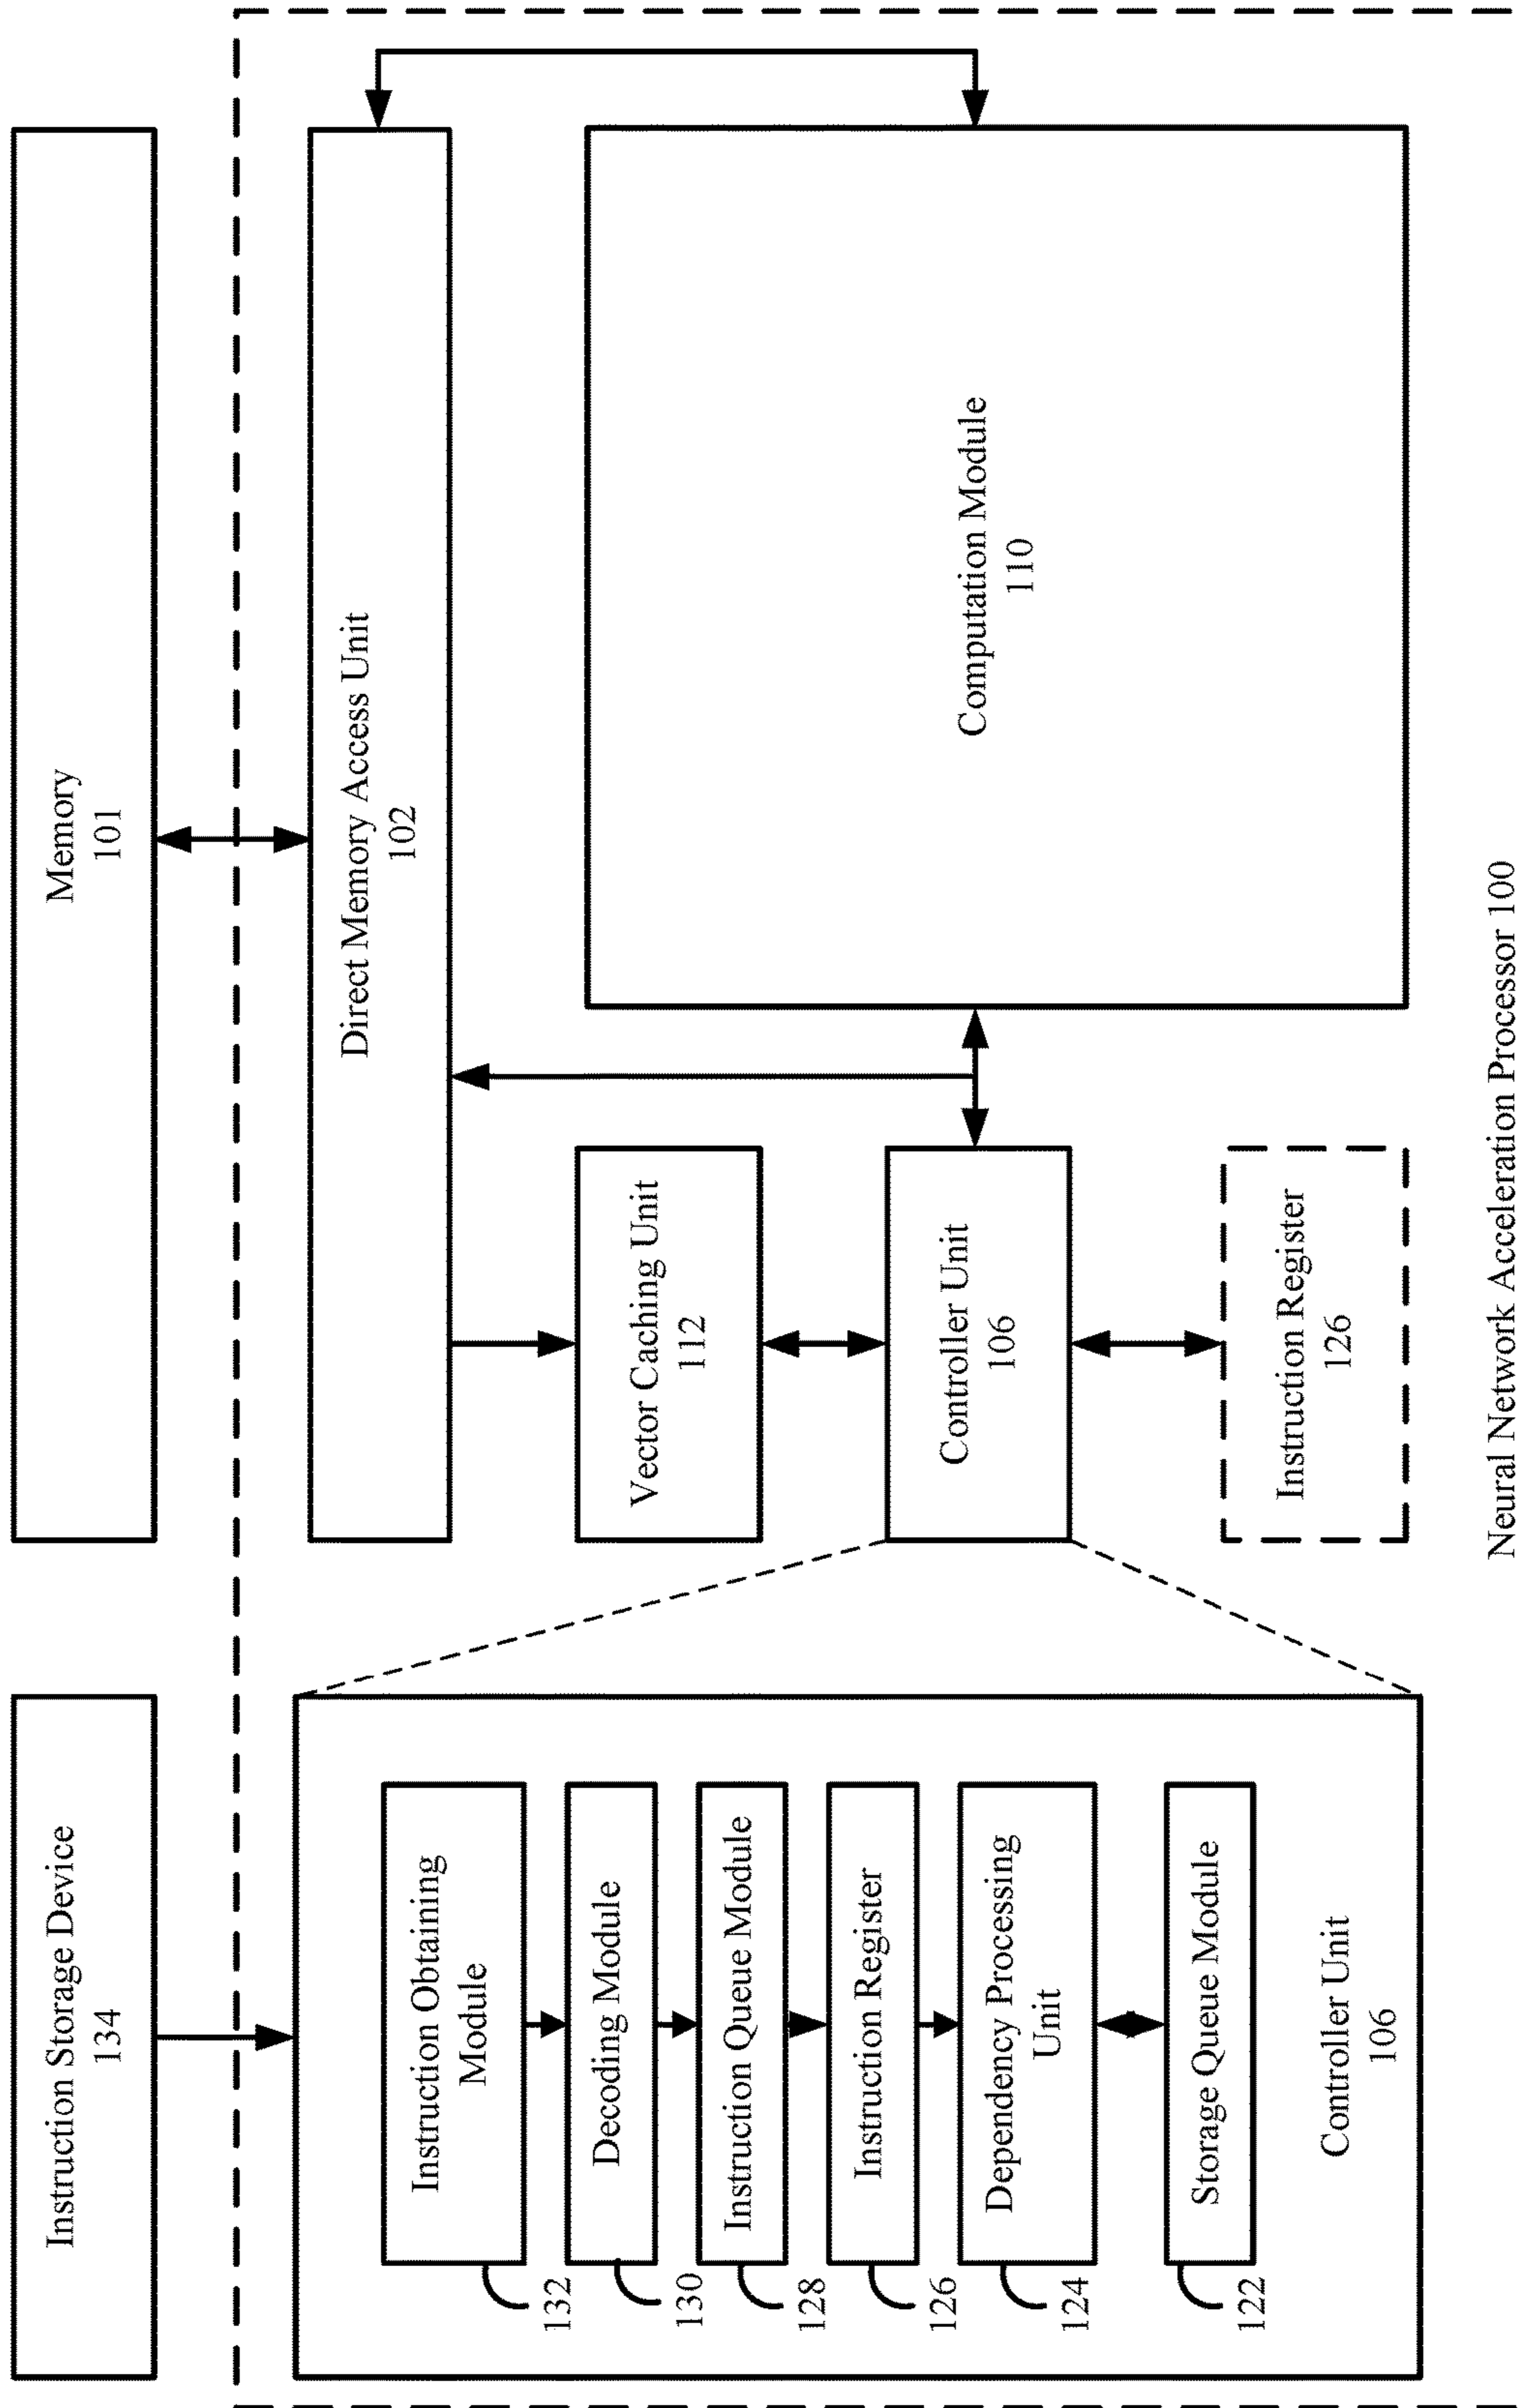 Instruction Storage Device
134
Memory
101
Instruction Obtaining
Module
132
Decoding Module
130
Instruction Queue Module
128
Instruction Register
126
Dependency Processing
Unit
124
Storage Queue Module
122
Controller Unit
106
Direct Memory Access Unit
102
Vector Caching Unit
112
Controller Unit
106
Instruction Register
126
Computation Module
110
Neural Network Acceleration Processor 100